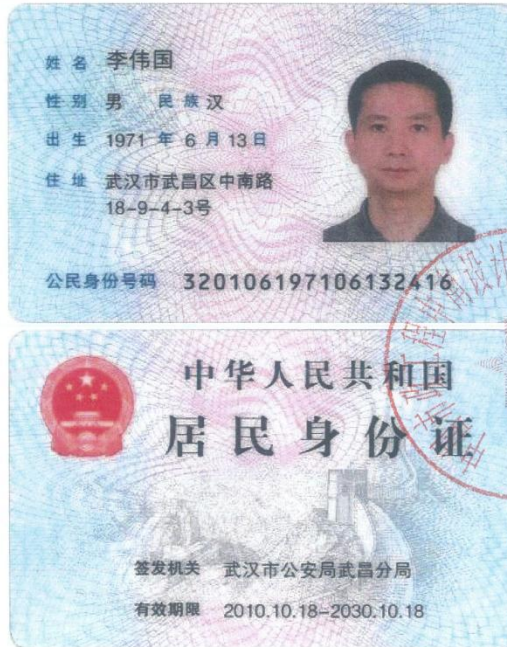 姓名 李伟国
性别 男 民族 汉
出生 1971 年 6 月 13 日
住址 武汉市武昌区中南路
18-9-4-3号
公民身份号码 320106197106132416
中华人民共和国
居民身份证
签发机关 武汉市公安局武昌分局
有效期限 2010.10.18-2030.10.18